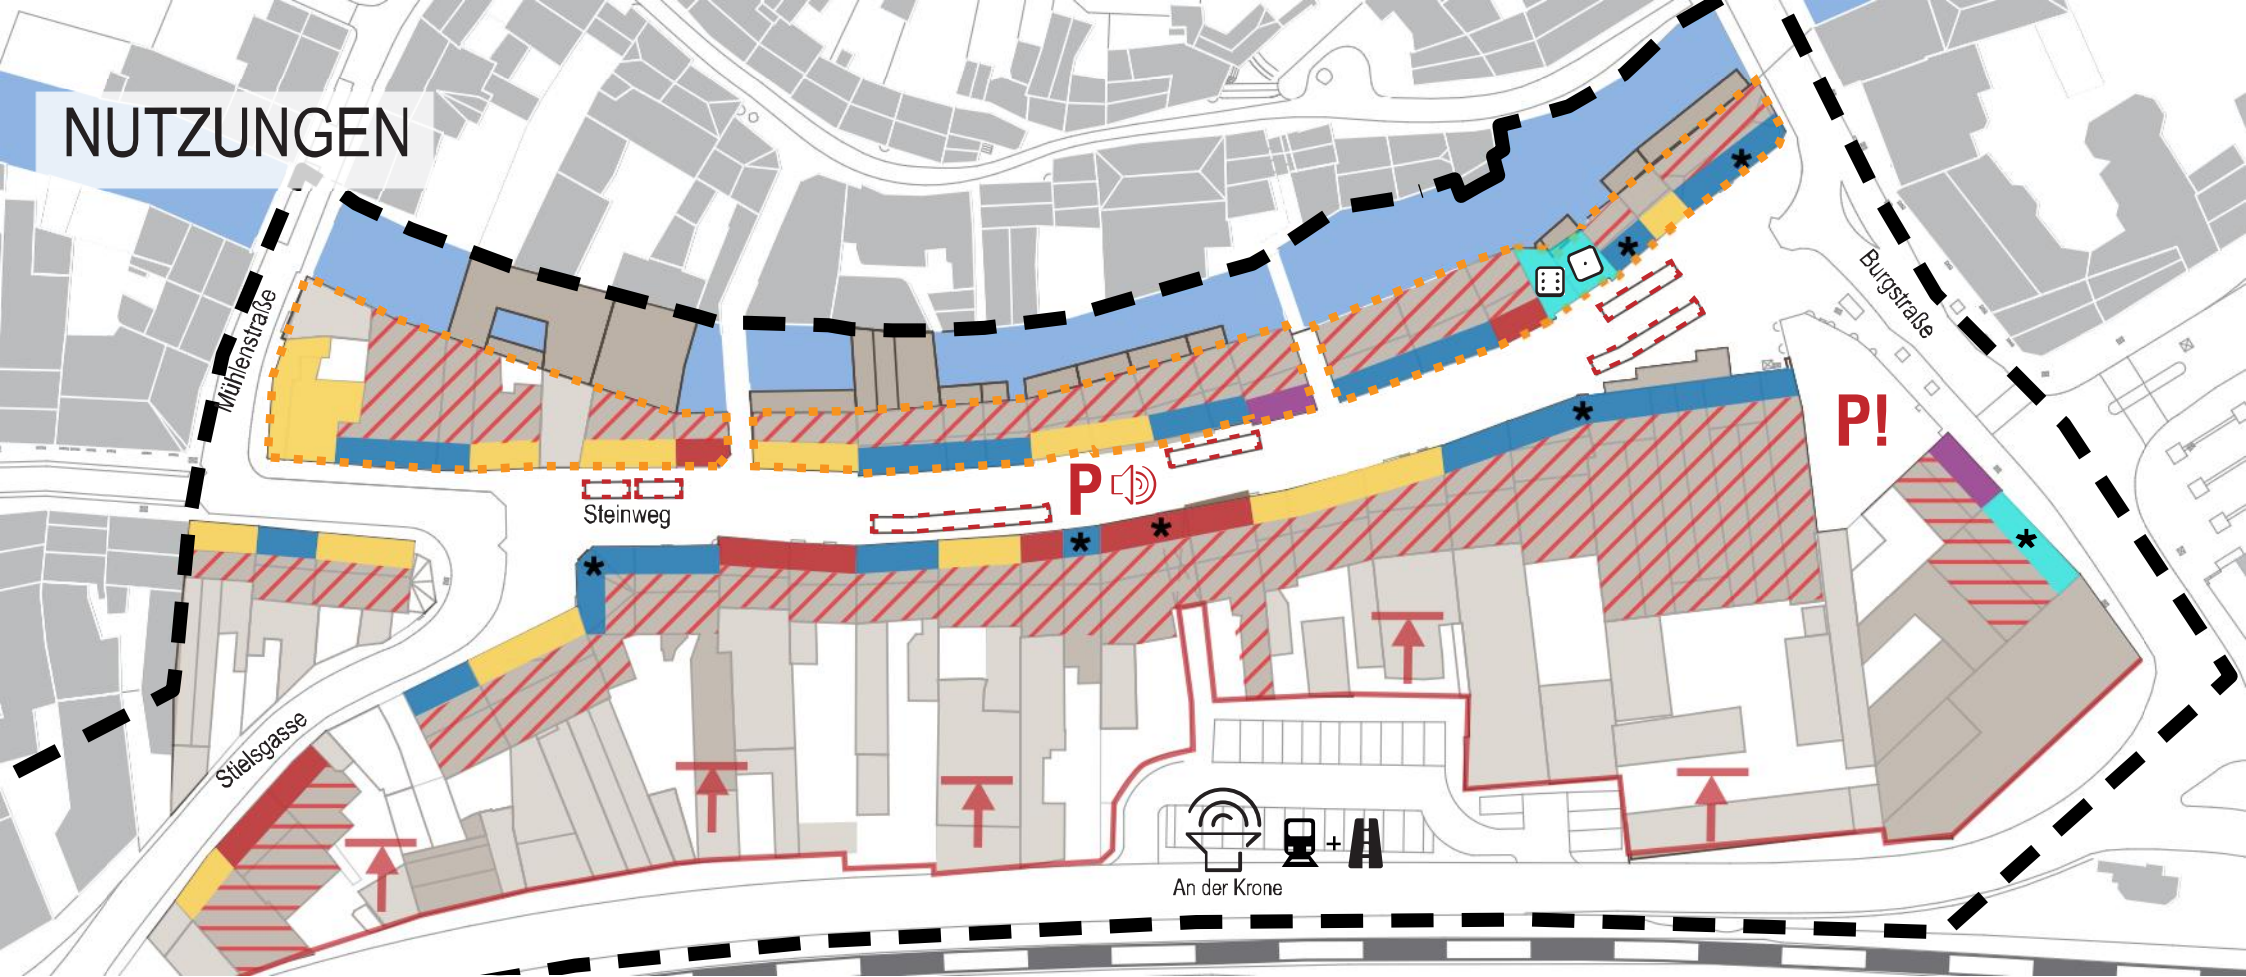 NUTZUNGEN
Mühlenstraße
Burgstraße
P!
P
Steinweg
*
*
*
*
*
*
*
Stielsgasse
+
An der Krone